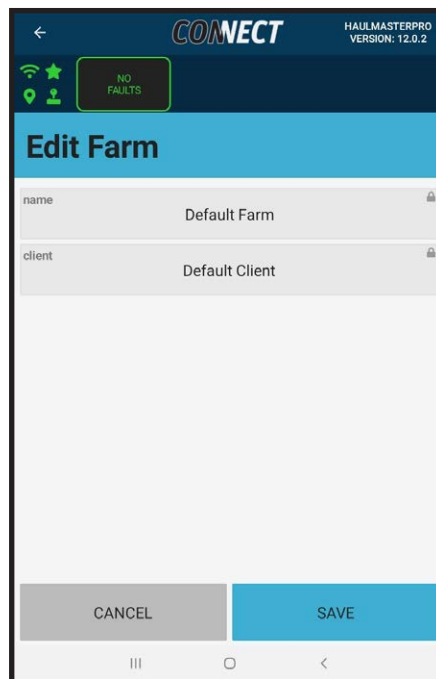 CONNECT
HAULMASTERPRO
VERSION: 12.0.2
NO
FAULTS
Edit Farm
name
Default Farm
client
Default Client
CANCEL
SAVE